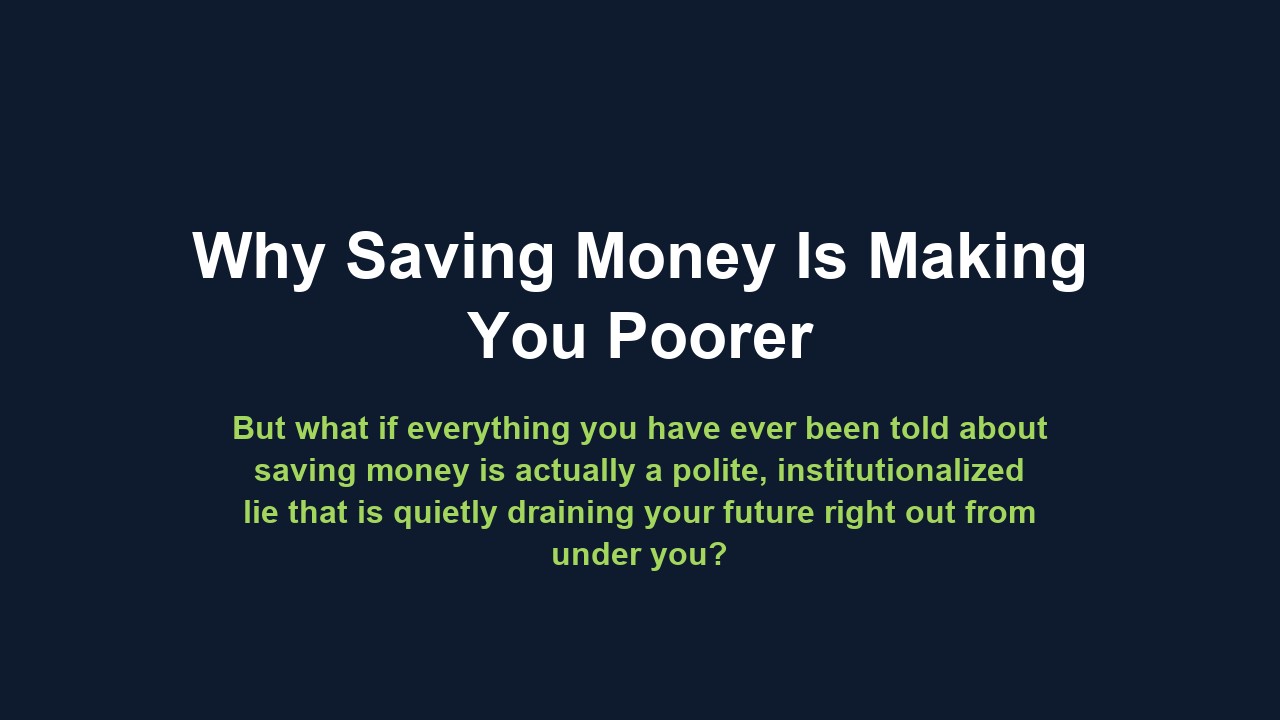 Why Saving Money Is Making
You Poorer
But what if everything you have ever been told about
saving money is actually a polite, institutionalized
lie that is quietly draining your future right out from
under you?